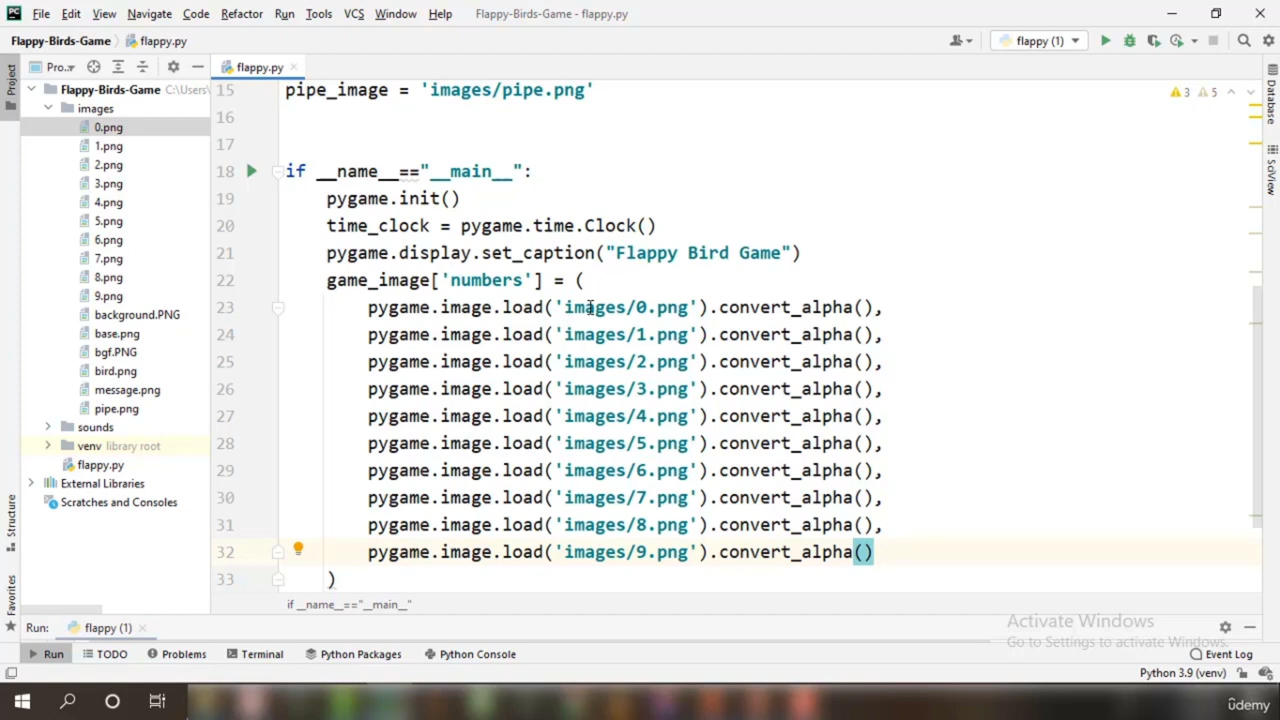 PC File Edit View Navigate Code Refactor Run Tools VCS Window Help Flappy-Birds-Game - flappy.py
Flappy-Birds-Game flappy.py flappy (1)
Project
Pro...
flappy.py
Flappy-Birds-Game C:\Users\
images
0.png
1.png
2.png
3.png
4.png
5.png
6.png
7.png
8.png
9.png
background.PNG
base.png
bgf.PNG
bird.png
message.png
pipe.png
sounds
venv library root
flappy.py
External Libraries
Scratches and Consoles
3 5
15 pipe_image = 'images/pipe.png'
16
17
18 if __name__=="__main__":
19 pygame.init()
20 time_clock = pygame.time.Clock()
21 pygame.display.set_caption("Flappy Bird Game")
22 game_image['numbers'] = (
23 pygame.image.load('images/0.png').convert_alpha(),
24 pygame.image.load('images/1.png').convert_alpha(),
25 pygame.image.load('images/2.png').convert_alpha(),
26 pygame.image.load('images/3.png').convert_alpha(),
27 pygame.image.load('images/4.png').convert_alpha(),
28 pygame.image.load('images/5.png').convert_alpha(),
29 pygame.image.load('images/6.png').convert_alpha(),
30 pygame.image.load('images/7.png').convert_alpha(),
31 pygame.image.load('images/8.png').convert_alpha(),
32 pygame.image.load('images/9.png').convert_alpha()
33 )
if __name__=="__main__"
Database
SciView
Structure
Favorites
Run: flappy (1)
Activate Windows
Go to Settings to activate Windows.
Run TODO Problems Terminal Python Packages Python Console Event Log
Python 3.9 (venv)
ûdemy